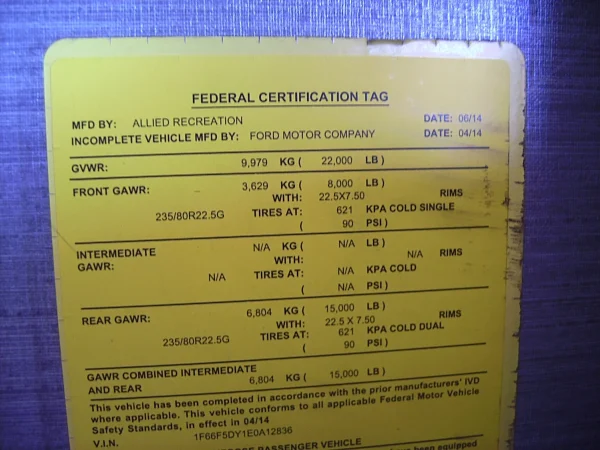 FEDERAL CERTIFICATION TAG
MFD BY: ALLIED RECREATION DATE: 06/14
INCOMPLETE VEHICLE MFD BY: FORD MOTOR COMPANY DATE: 04/14
GVWR: 9,979 KG ( 22,000 LB )
FRONT GAWR: 3,629 KG ( 8,000 LB )
WITH: 22.5X7.50 RIMS
235/80R22.5G TIRES AT: 621 KPA COLD SINGLE
( 90 PSI )
INTERMEDIATE N/A KG ( N/A LB )
GAWR: WITH: N/A RIMS
N/A TIRES AT: N/A KPA COLD
( N/A PSI )
REAR GAWR: 6,804 KG ( 15,000 LB )
WITH: 22.5 X 7.50 RIMS
235/80R22.5G TIRES AT: 621 KPA COLD DUAL
( 90 PSI )
GAWR COMBINED INTERMEDIATE
AND REAR 6,804 KG ( 15,000 LB )
This vehicle has been completed in accordance with the prior manufacturers' IVD
where applicable. This vehicle conforms to all applicable Federal Motor Vehicle
Safety Standards, in effect in 04/14
V.I.N. 1F66F5DY1E0A12836
PASSENGER VEHICLE
been equipped